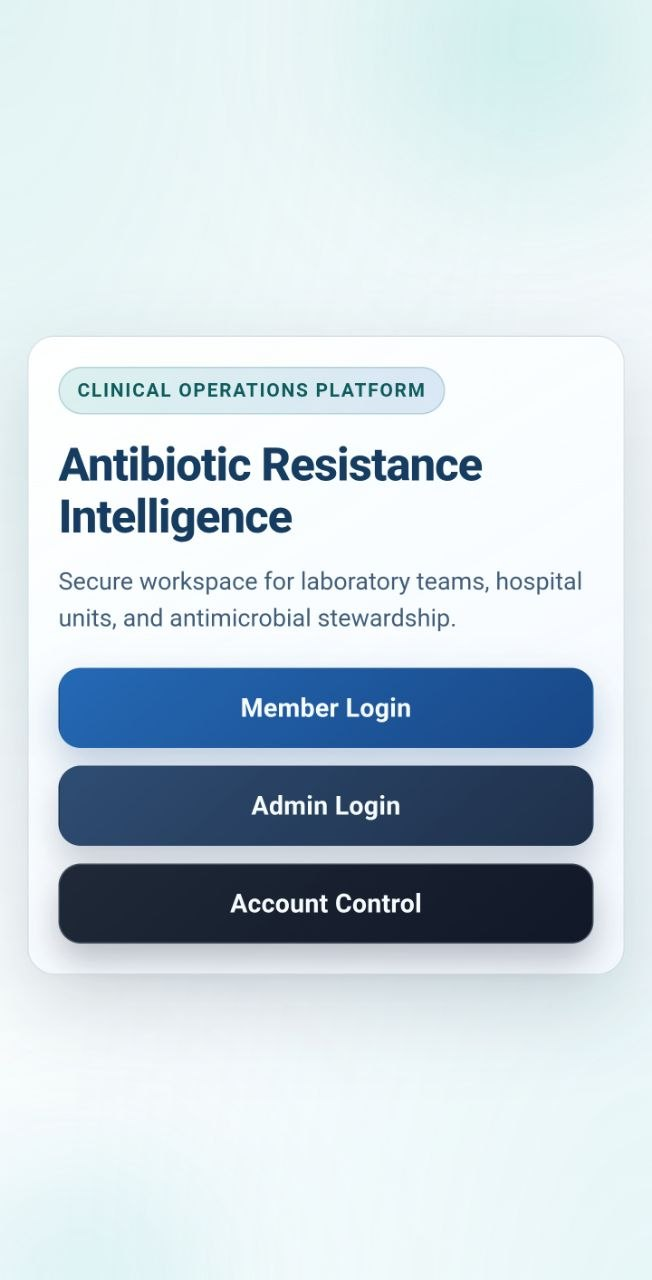 CLINICAL OPERATIONS PLATFORM
Antibiotic Resistance
Intelligence
Secure workspace for laboratory teams, hospital
units, and antimicrobial stewardship.
Member Login
Admin Login
Account Control